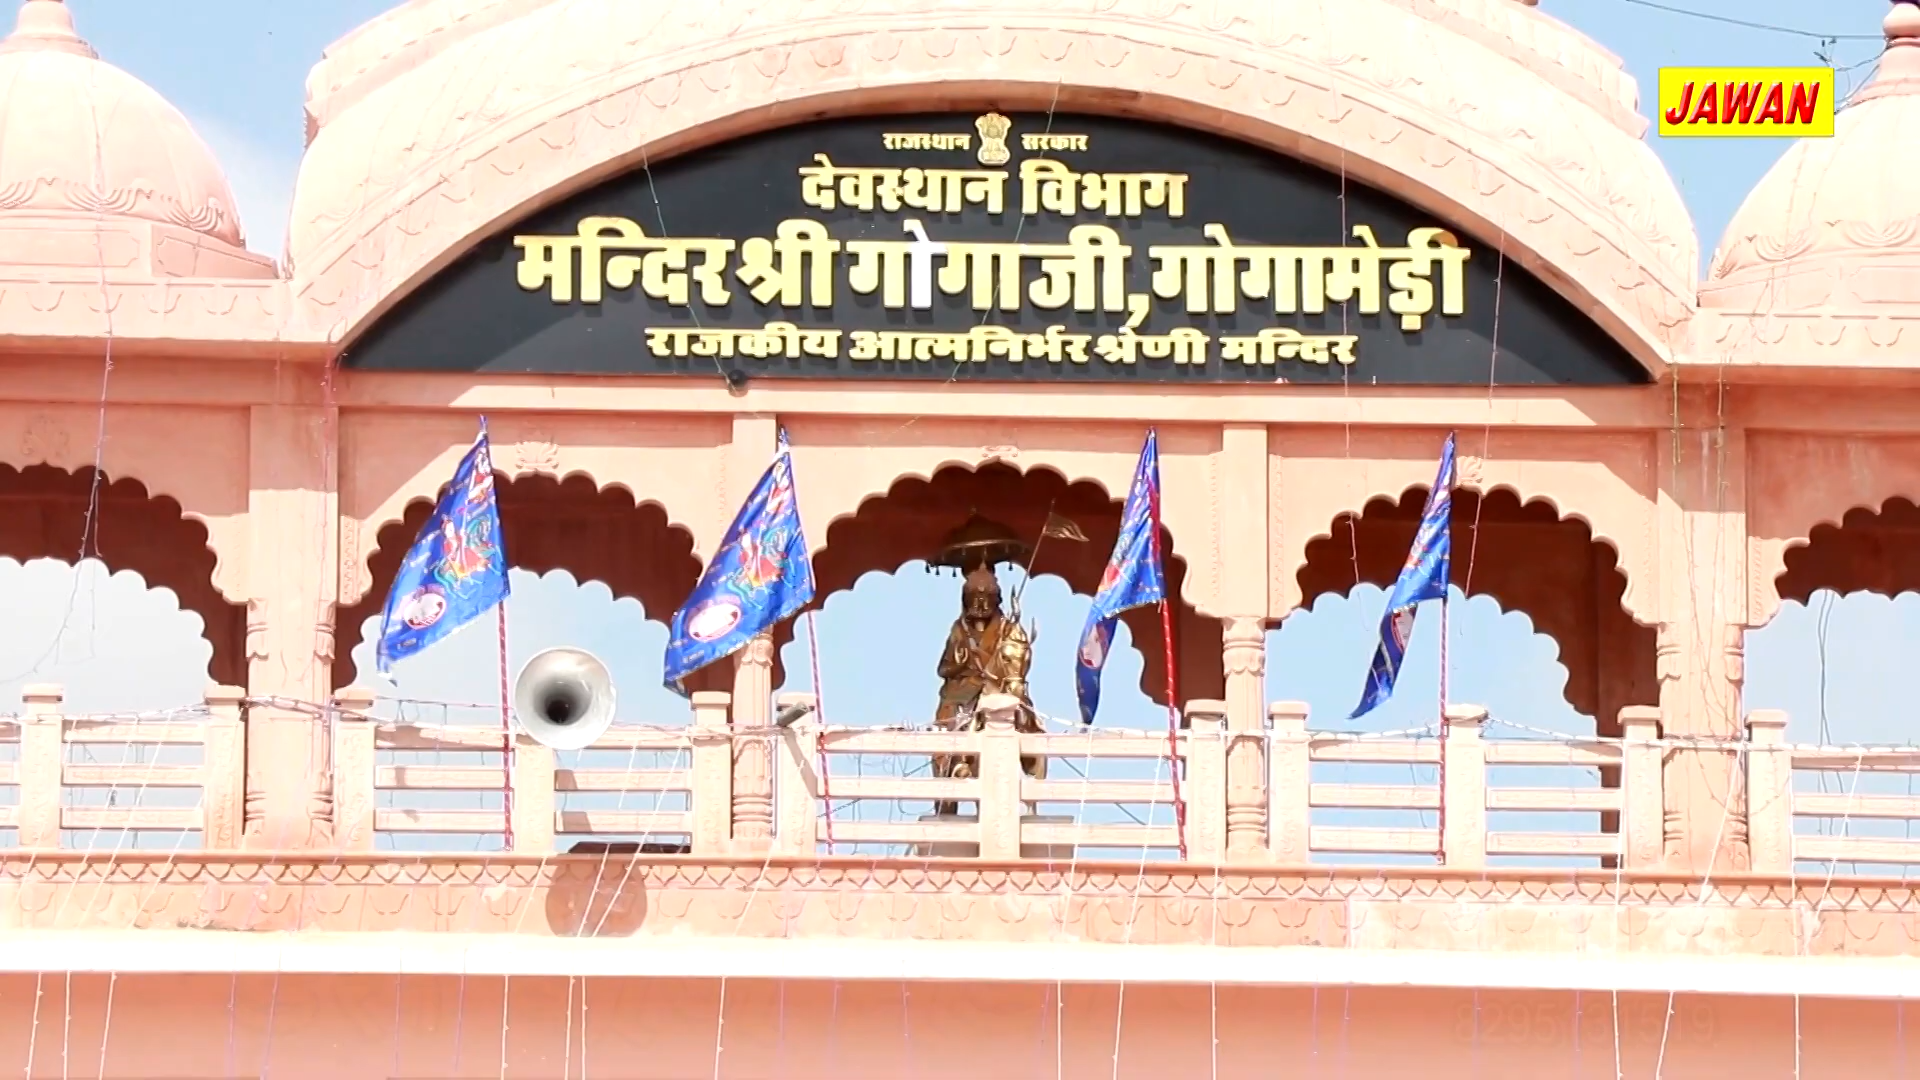 JAWAN
राजस्थान सरकार
देवस्थान विभाग
मन्दिर श्री गोगाजी, गोगामेड़ी
राजकीय आत्मनिर्भर श्रेणी मन्दिर